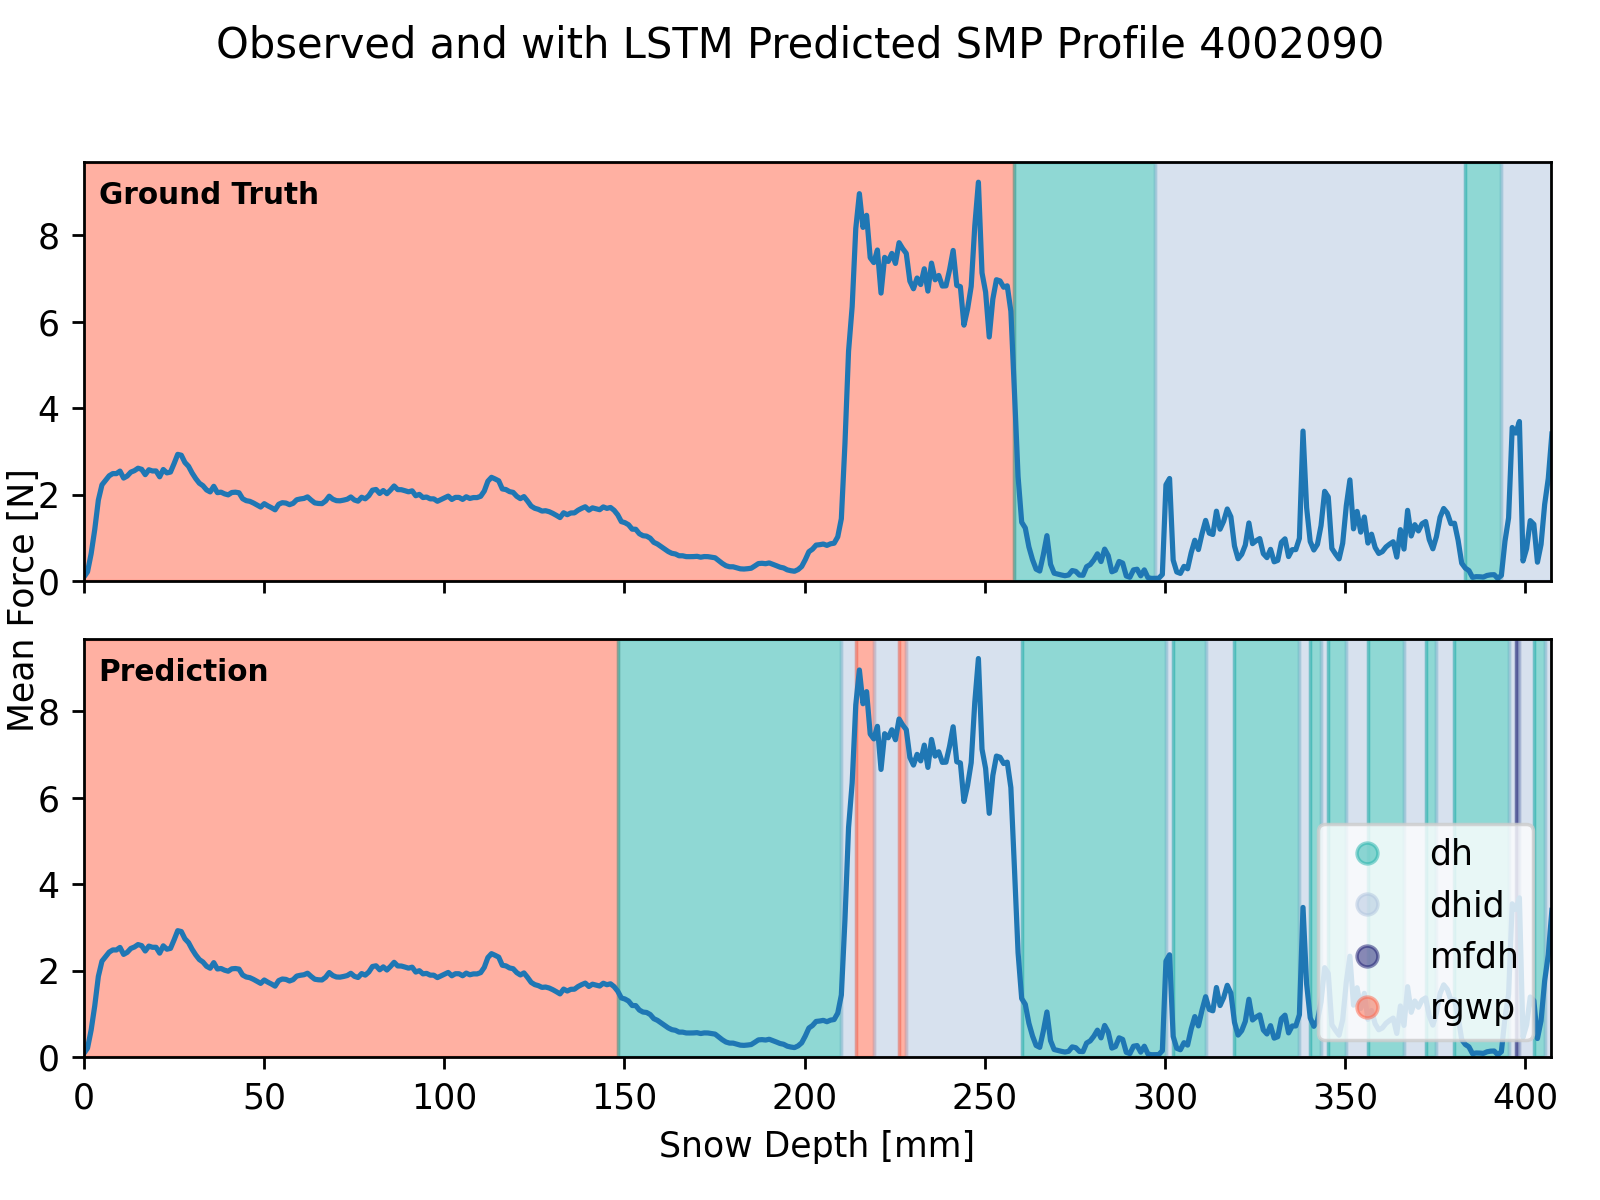 Observed and with LSTM Predicted SMP Profile 4002090
Ground Truth
8
6
4
2
0
Mean Force [N]
Prediction
8
6
4
2
0
dh
dhid
mfdh
rgwp
0 50 100 150 200 250 300 350 400
Snow Depth [mm]